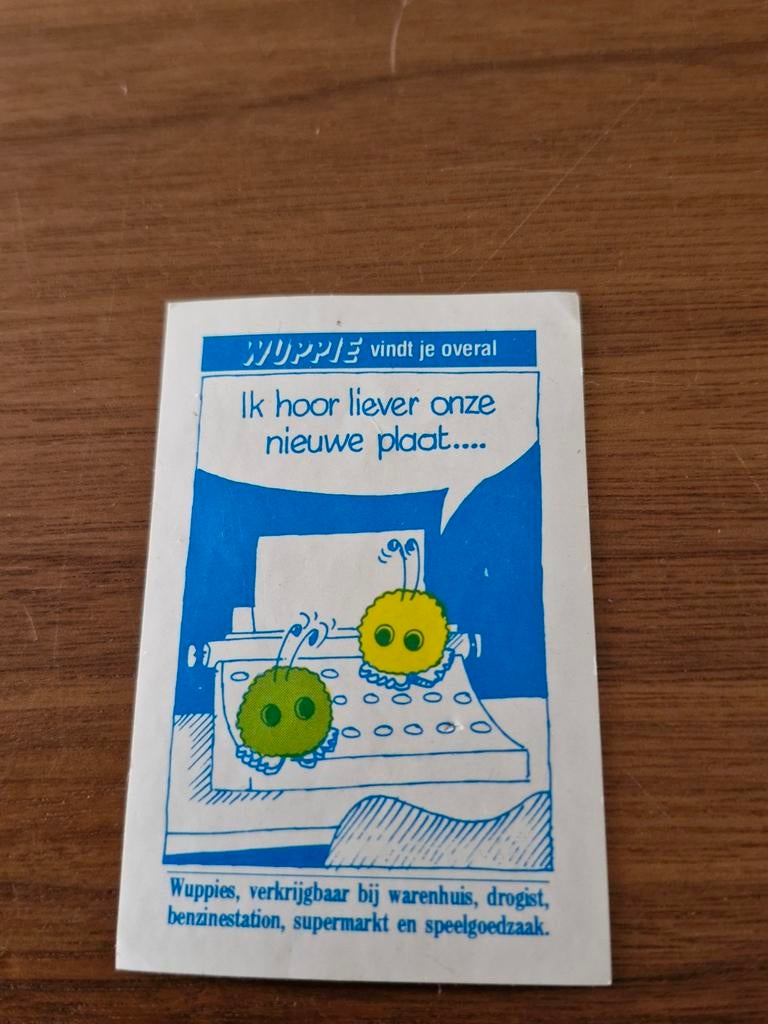 WUPPIE vindt je overal
Ik hoor liever onze
nieuwe plaat....
Wuppies, verkrijgbaar bij warenhuis, drogist,
benzinestation, supermarkt en speelgoedzaak.